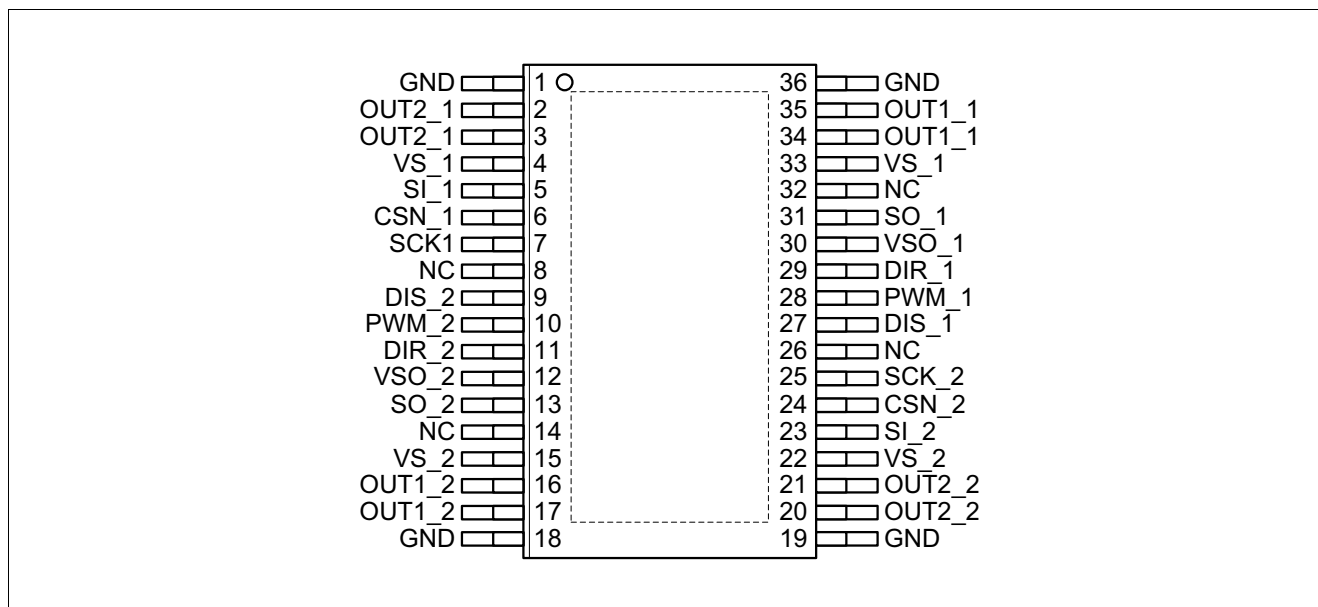 GND 1 36 GND
OUT2_1 2 35 OUT1_1
OUT2_1 3 34 OUT1_1
VS_1 4 33 VS_1
SI_1 5 32 NC
CSN_1 6 31 SO_1
SCK1 7 30 VSO_1
NC 8 29 DIR_1
DIS_2 9 28 PWM_1
PWM_2 10 27 DIS_1
DIR_2 11 26 NC
VSO_2 12 25 SCK_2
SO_2 13 24 CSN_2
NC 14 23 SI_2
VS_2 15 22 VS_2
OUT1_2 16 21 OUT2_2
OUT1_2 17 20 OUT2_2
GND 18 19 GND